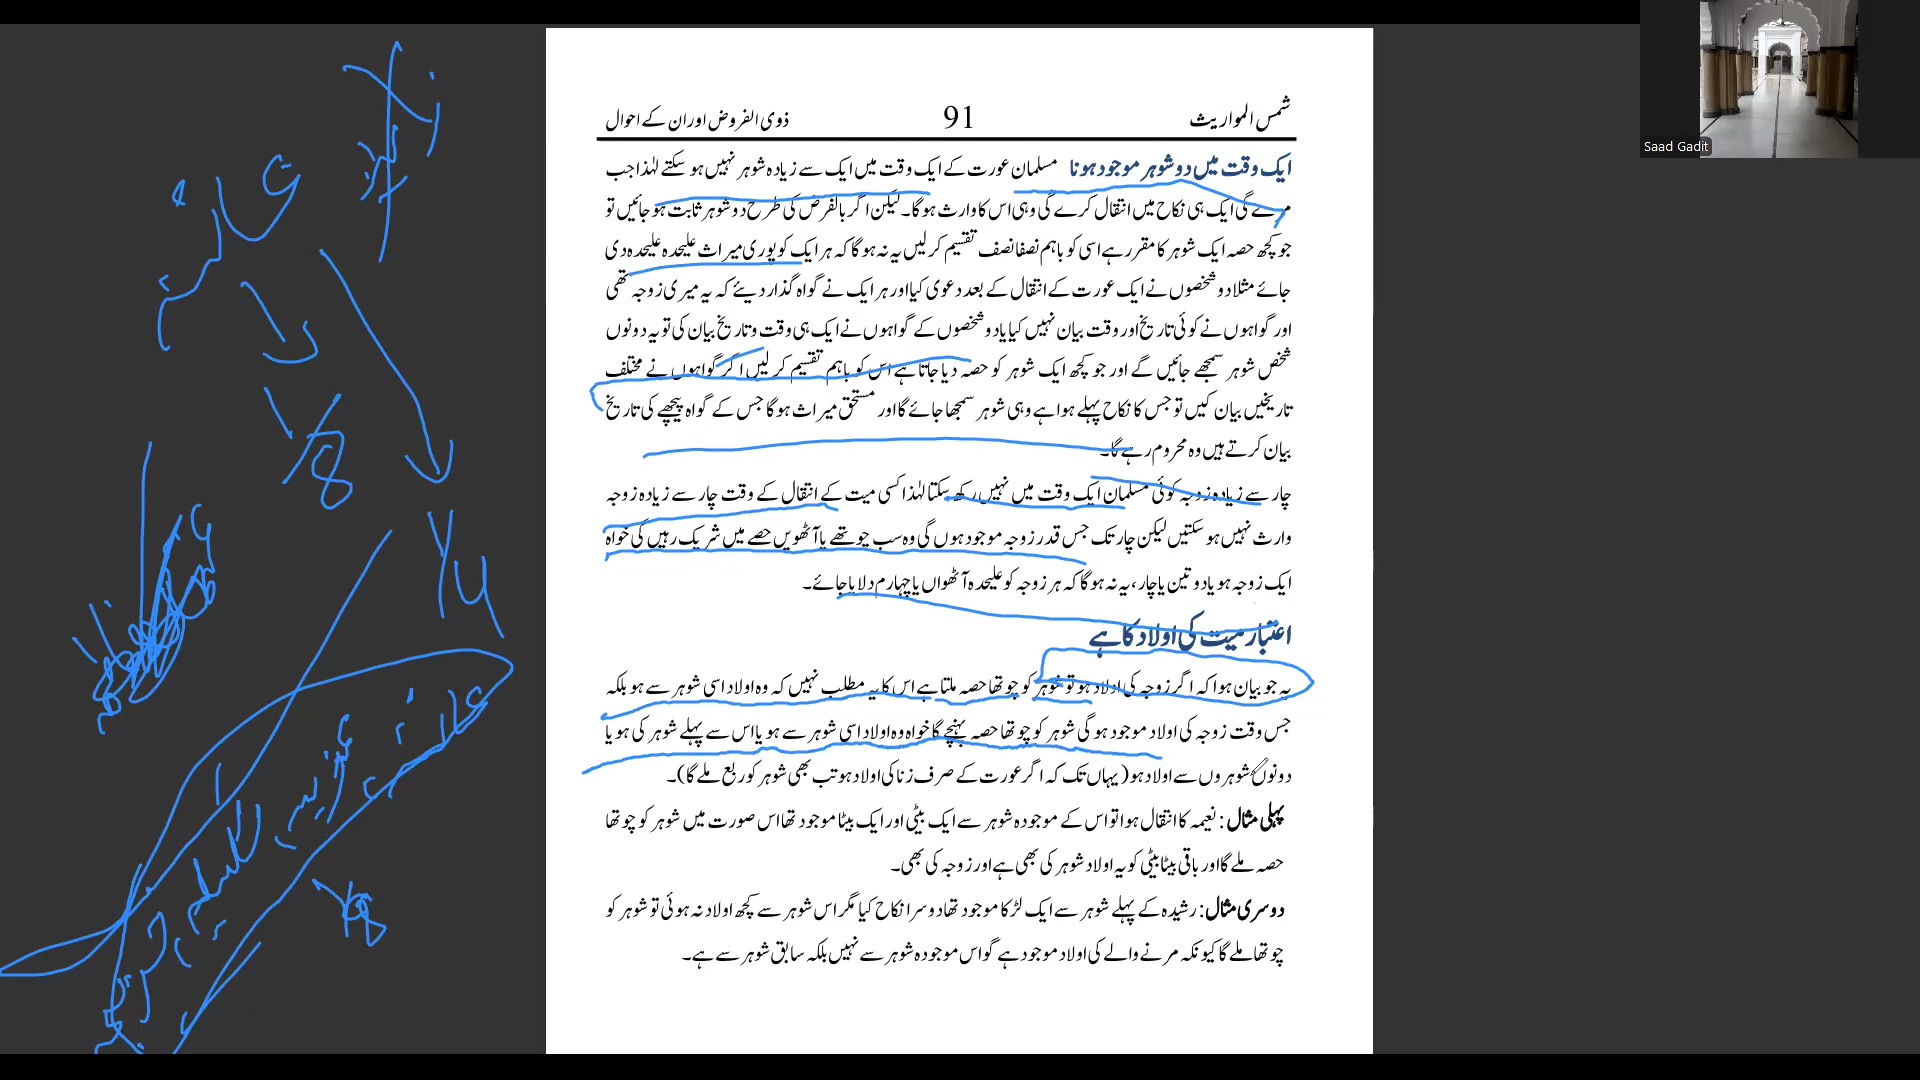 شمس المواریث 91 ذوی الفروض اور ان کے احوال
ایک وقت میں دو شوہر موجود ہونا مسلمان عورت کے ایک وقت میں ایک سے زیادہ شوہر نہیں ہو سکتے لہٰذا جب
مرے گی ایک ہی نکاح میں انتقال کرے گی وہی اس کا وارث ہوگا۔ لیکن اگر بالفرض کی طرح دو شوہر ثابت ہو جائیں تو
جو کچھ حصہ ایک شوہر کا مقرر ہے اسی کو باہم نصفا نصف تقسیم کر لیں یہ نہ ہوگا کہ ہر ایک کو پوری میراث علیحدہ علیحدہ دی
جائے مثلا دو شخصوں نے ایک عورت کے انتقال کے بعد دعوی کیا اور ہر ایک نے گواہ گذار دیئے کہ یہ میری زوجہ تھی
اور گواہوں نے کوئی تاریخ اور وقت بیان نہیں کیا یا دو شخصوں کے گواہوں نے ایک ہی وقت و تاریخ بیان کی تو یہ دونوں
شخص شوہر سمجھے جائیں گے اور جو کچھ ایک شوہر کو حصہ دیا جاتا ہے اس کو باہم تقسیم کر لیں اگر گواہوں نے مختلف
تاریخیں بیان کیں تو جس کا نکاح پہلے ہوا ہے وہی شوہر سمجھا جائے گا اور مستحق میراث ہوگا جس کے گواہ پیچھے کی تاریخ
بیان کرتے ہیں وہ محروم رہے گا۔
چار سے زیادہ زوجہ کوئی مسلمان ایک وقت میں نہیں رکھ سکتا لہٰذا کسی میت کے انتقال کے وقت چار سے زیادہ زوجہ
وارث نہیں ہو سکتیں لیکن چار تک جس قدر زوجہ موجود ہوں گی وہ سب چوتھے یا آٹھویں حصے میں شریک رہیں گی خواہ
ایک زوجہ ہو یا دو تین یا چار، یہ نہ ہوگا کہ ہر زوجہ کو علیحدہ آٹھواں یا چہارم دلایا جائے۔
اعتبار میت کی اولاد کا ہے
یہ جو بیان ہوا کہ اگر زوجہ کی اولاد ہو تو شوہر کو چوتھا حصہ ملتا ہے اس کا یہ مطلب نہیں کہ وہ اولاد اسی شوہر سے ہو بلکہ
جس وقت زوجہ کی اولاد موجود ہوگی شوہر کو چوتھا حصہ پہنچے گا خواہ وہ اولاد اسی شوہر سے ہو یا اس سے پہلے شوہر کی ہو یا
دونوں شوہروں سے اولاد ہو (یہاں تک کہ اگر عورت کے صرف زنا کی اولاد ہو تب بھی شوہر کو ربع ملے گا)۔
پہلی مثال: نعیمہ کا انتقال ہوا تو اس کے موجودہ شوہر سے ایک بیٹی اور ایک بیٹا موجود تھا اس صورت میں شوہر کو چوتھا
حصہ ملے گا اور باقی بیٹا بیٹی کو یہ اولاد شوہر کی بھی ہے اور زوجہ کی بھی۔
دوسری مثال: رشیدہ کے پہلے شوہر سے ایک لڑکا موجود تھا دوسرا نکاح کیا مگر اس شوہر سے کچھ اولاد نہ ہوئی تو شوہر کو
چوتھا ملے گا کیونکہ مرنے والے کی اولاد موجود ہے گو اس موجودہ شوہر سے نہیں بلکہ سابق شوہر سے ہے۔
1/8
Saad Gadit